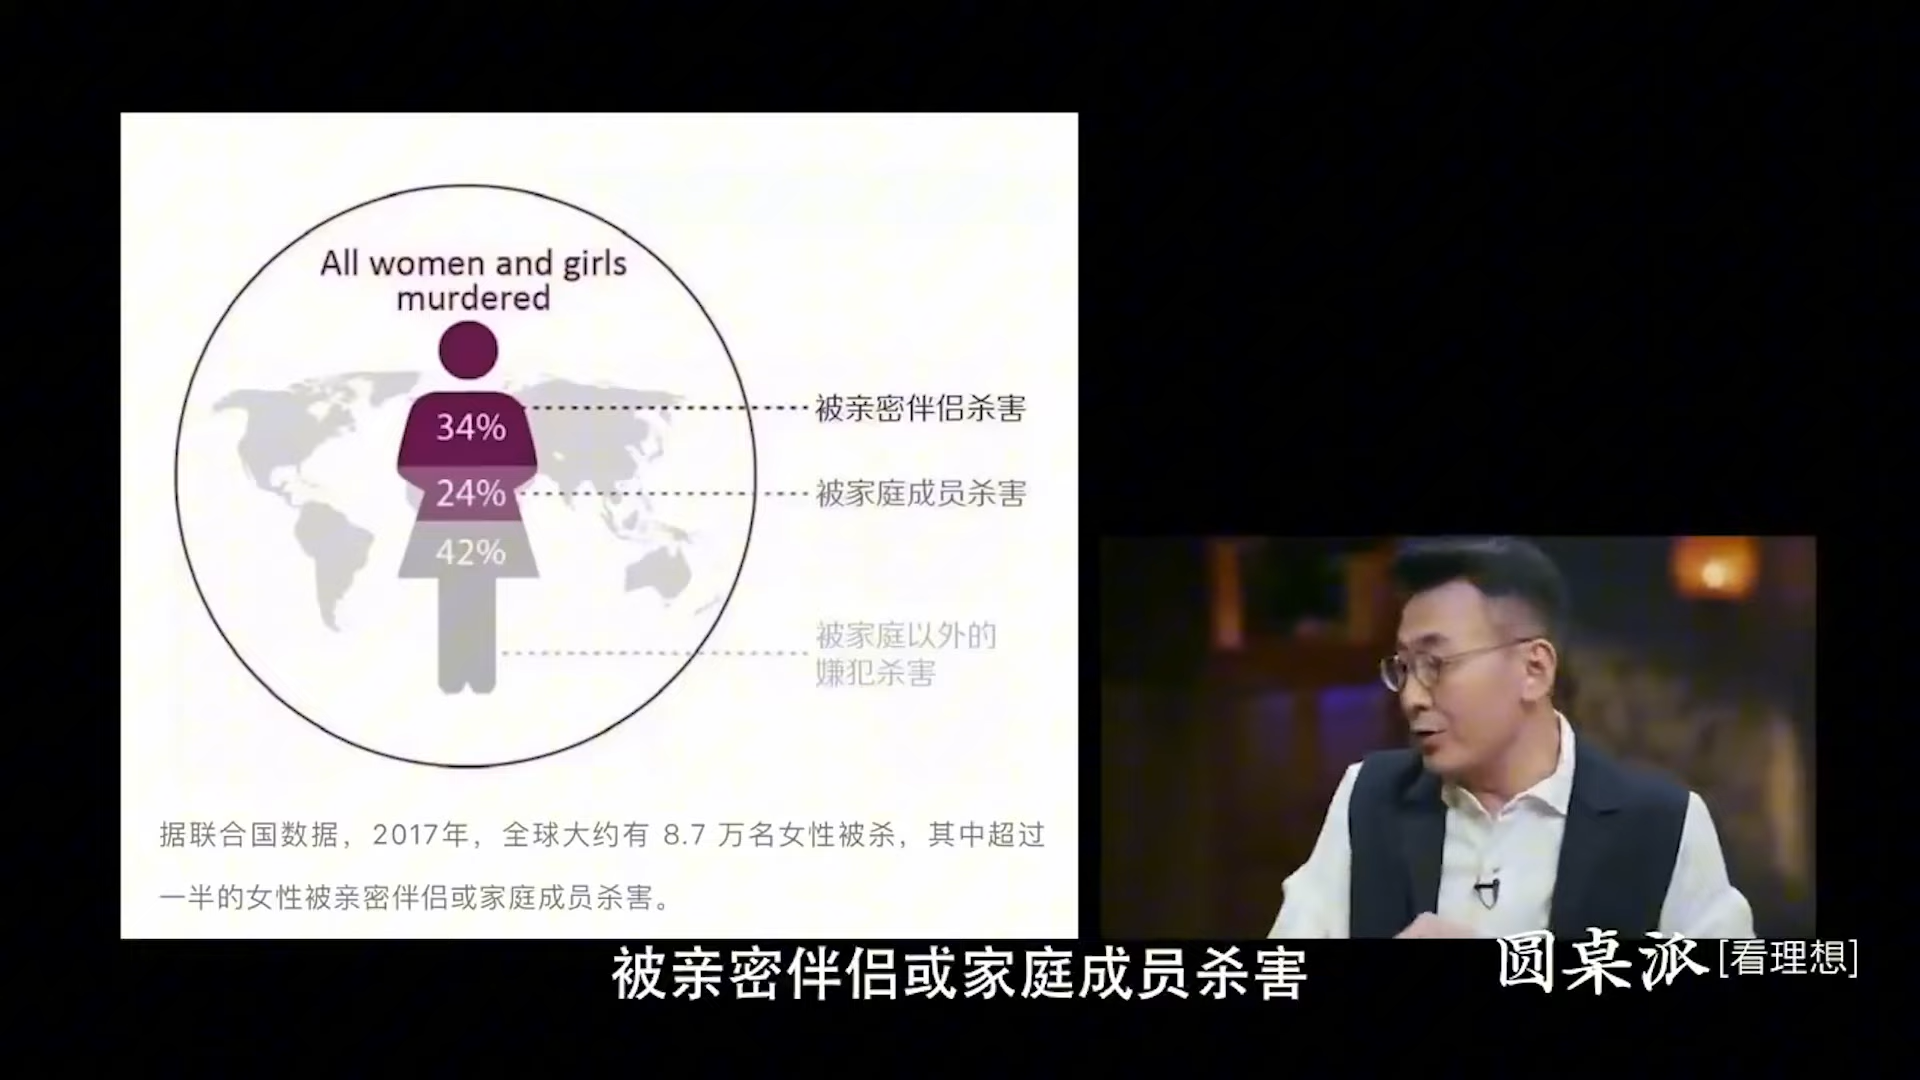 All women and girls
murdered
34%
被亲密伴侣杀害
24%
被家庭成员杀害
42%
被家庭以外的
嫌犯杀害
据联合国数据，2017年，全球大约有 8.7 万名女性被杀，其中超过
一半的女性被亲密伴侣或家庭成员杀害。
被亲密伴侣或家庭成员杀害
圆桌派[看理想]